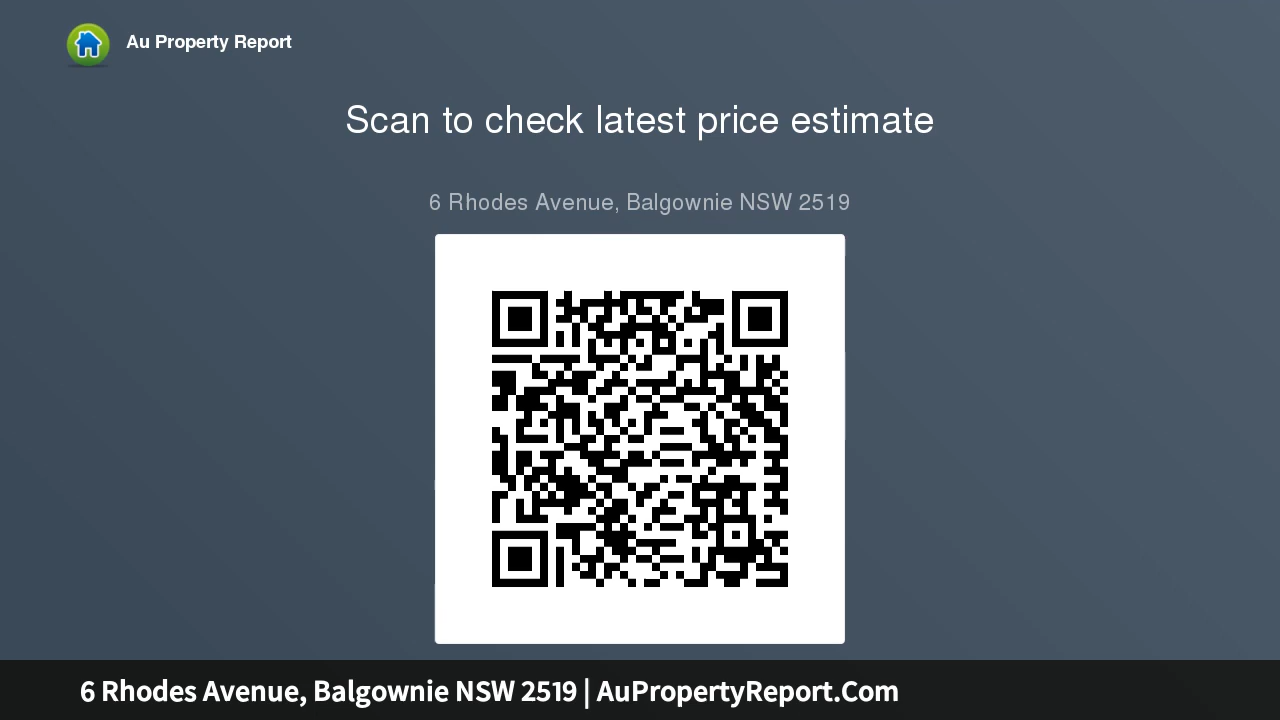 Au Property Report
Scan to check latest price estimate
6 Rhodes Avenue, Balgownie NSW 2519
6 Rhodes Avenue, Balgownie NSW 2519 | AuPropertyReport.Com